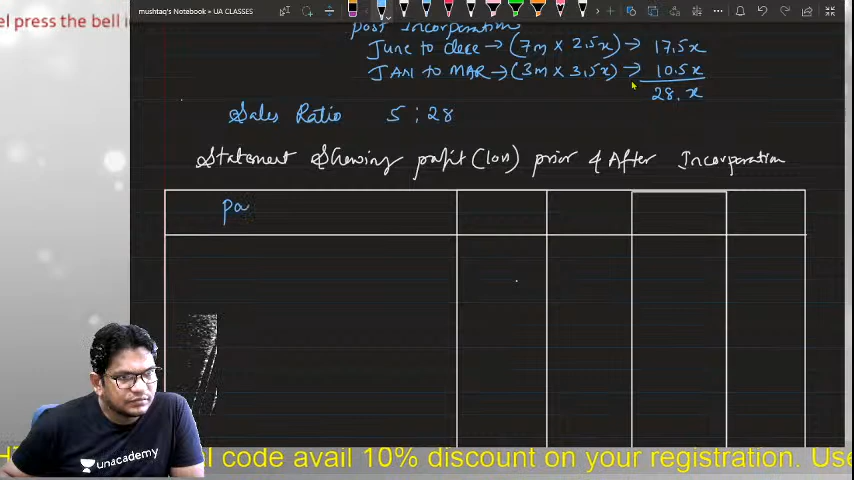 el press the bell i
mushtaq's Notebook • UA CLASSES
post Incorporation
June to Dece → (7m x 2.5x) → 17.5x
JAN to MAR → (3m x 3.5x) → 10.5x
28.x
Sales Ratio 5 : 28
Statement Showing profit (loss) prior & After Incorporation
pa
unacademy
el code avail 10% discount on your registration. Use